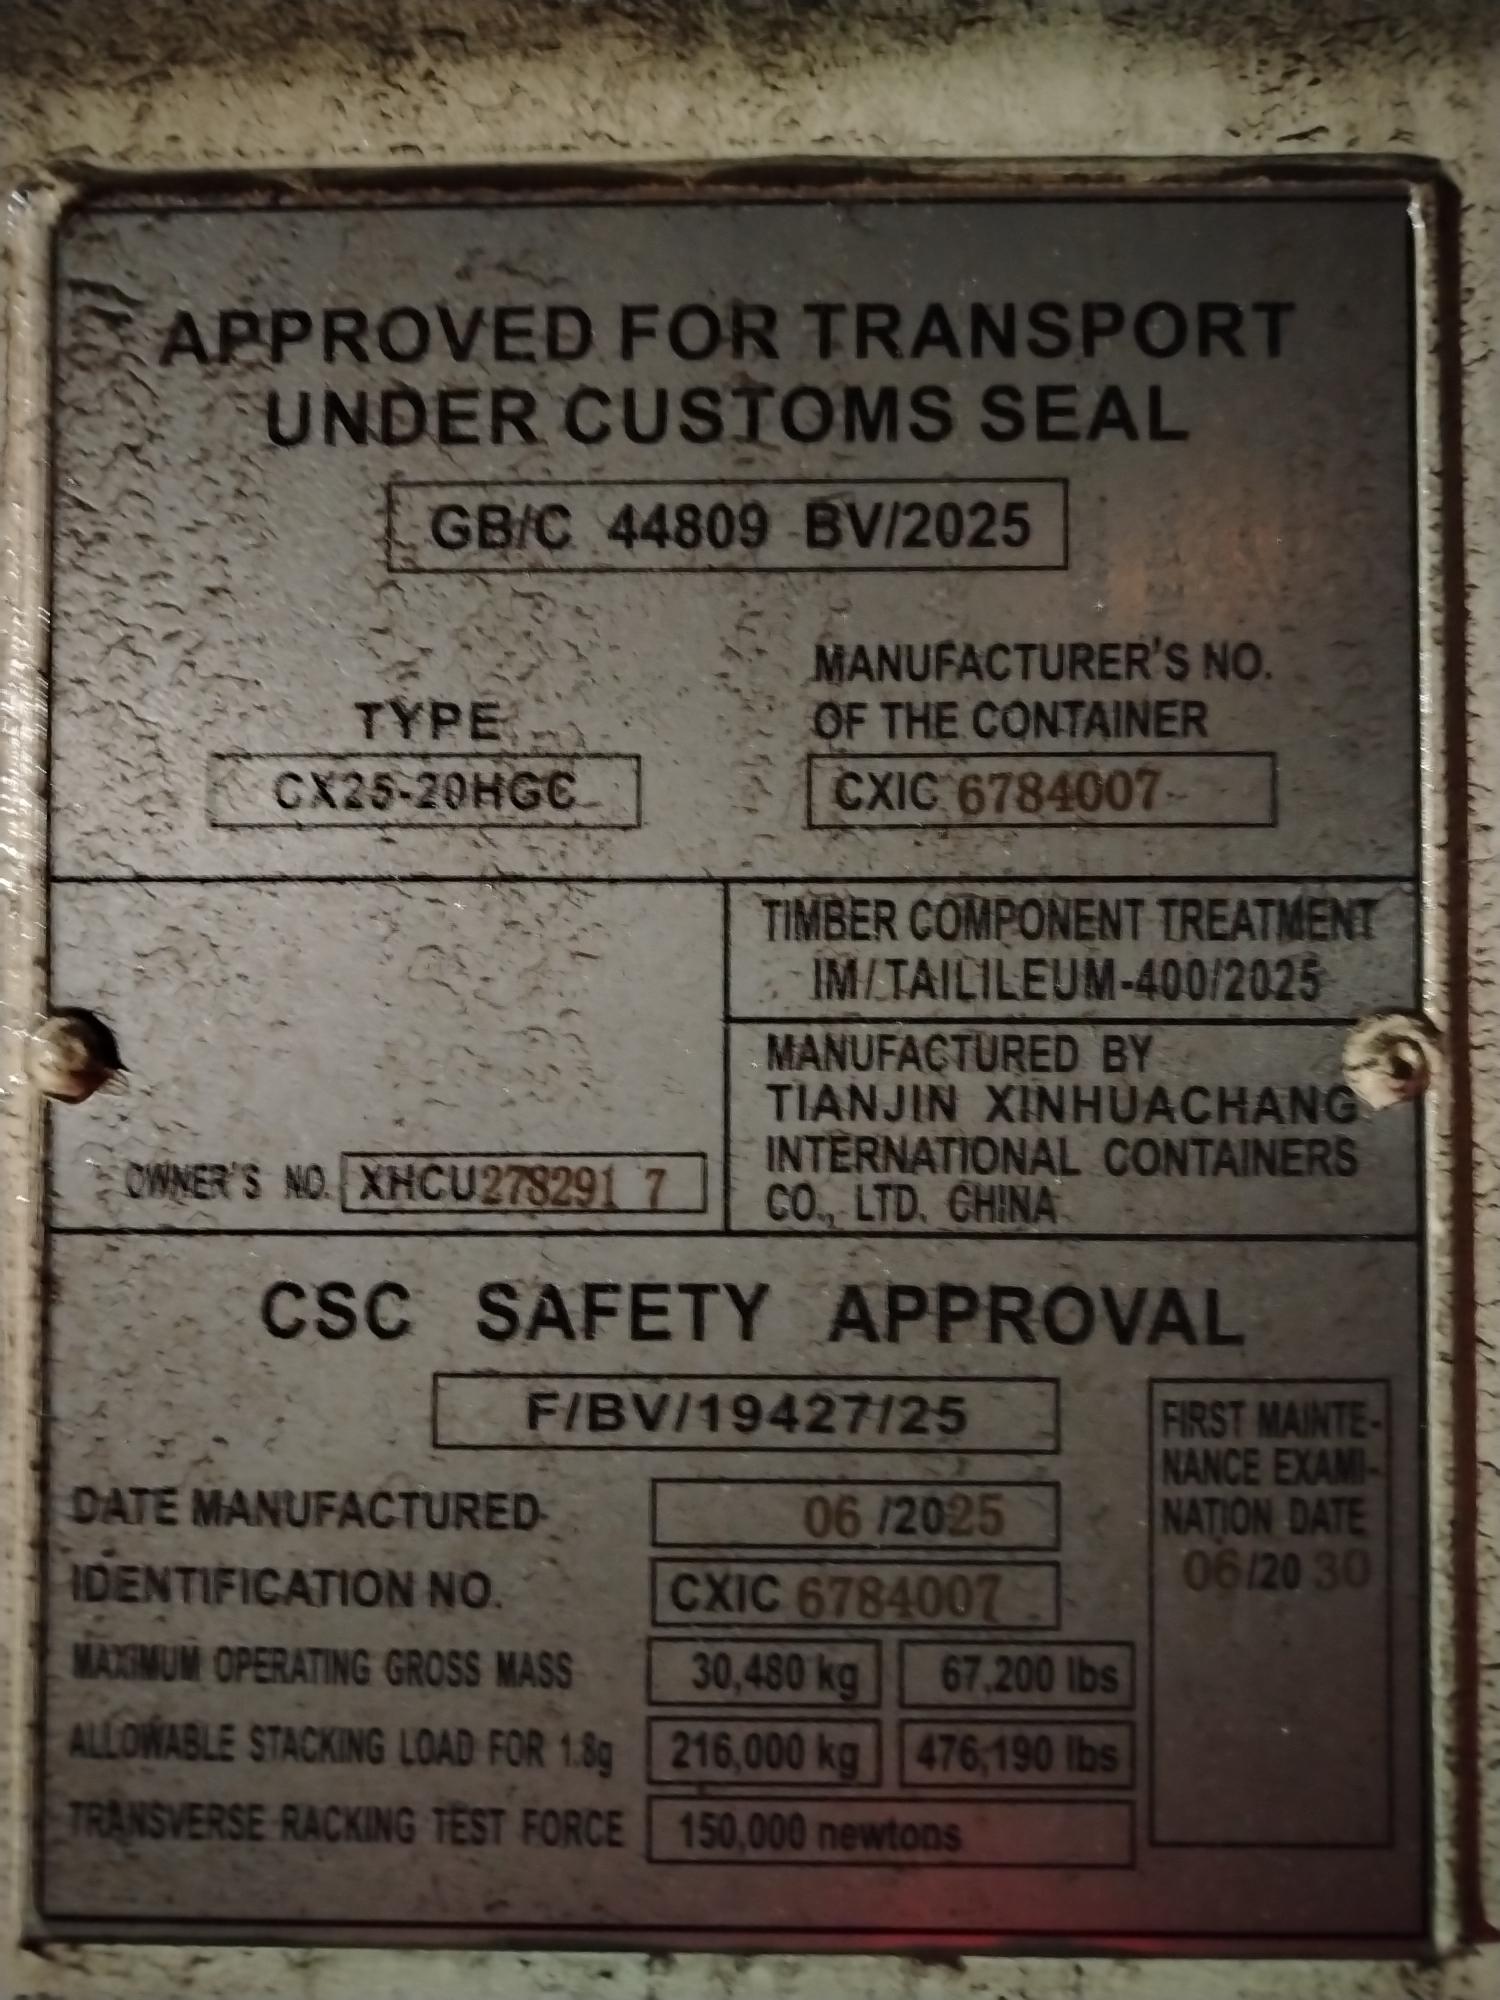 APPROVED FOR TRANSPORT
UNDER CUSTOMS SEAL
GB/C 44809 BV/2025
TYPE
CX25-20HGC
MANUFACTURER'S NO.
OF THE CONTAINER
CXIC 6784007
TIMBER COMPONENT TREATMENT
IM/TAILILEUM-400/2025
MANUFACTURED BY
TIANJIN XINHUACHANG
INTERNATIONAL CONTAINERS
CO., LTD. CHINA
OWNER'S NO. XHCU278291 7
CSC SAFETY APPROVAL
F/BV/19427/25
DATE MANUFACTURED 06/2025
IDENTIFICATION NO. CXIC 6784007
MAXIMUM OPERATING GROSS MASS 30,480 kg 67,200 lbs
ALLOWABLE STACKING LOAD FOR 1.8g 216,000 kg 476,190 lbs
TRANSVERSE RACKING TEST FORCE 150,000 newtons
FIRST MAINTE-
NANCE EXAMI-
NATION DATE
06/20 30